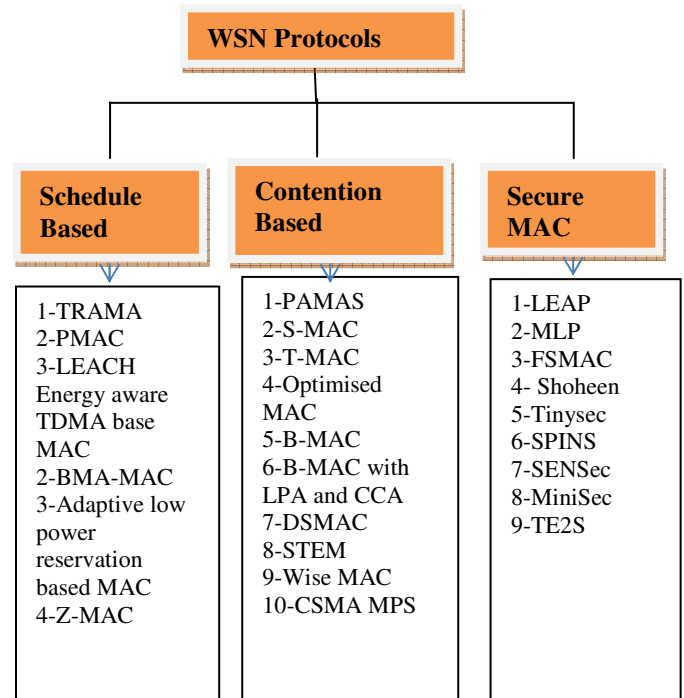 WSN Protocols
Schedule
Based
1-TRAMA
2-PMAC
3-LEACH
Energy aware
TDMA base
MAC
2-BMA-MAC
3-Adaptive low
power
reservation
based MAC
4-Z-MAC
Contention
Based
1-PAMAS
2-S-MAC
3-T-MAC
4-Optimised
MAC
5-B-MAC
6-B-MAC with
LPA and CCA
7-DSMAC
8-STEM
9-Wise MAC
10-CSMA MPS
Secure
MAC
1-LEAP
2-MLP
3-FSMAC
4- Shoheen
5-Tinysec
6-SPINS
7-SENSec
8-MiniSec
9-TE2S